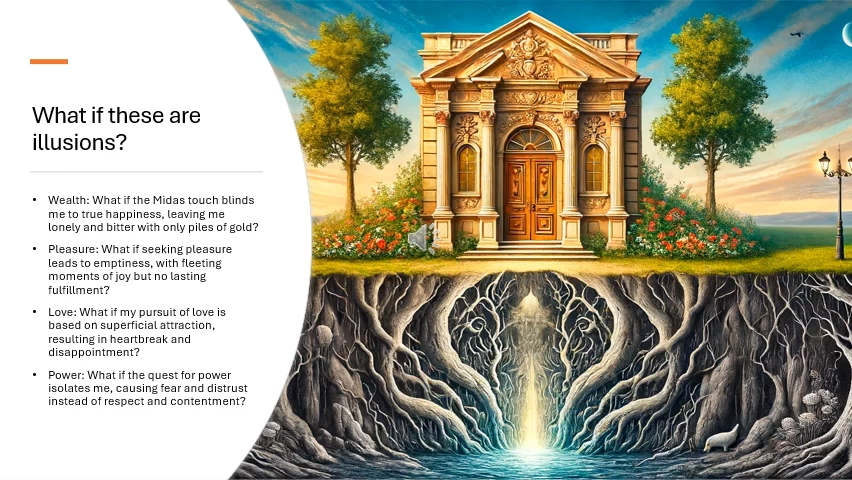 What if these are
illusions?
• Wealth: What if the Midas touch blinds
me to true happiness, leaving me
lonely and bitter with only piles of gold?
• Pleasure: What if seeking pleasure
leads to emptiness, with fleeting
moments of joy but no lasting
fulfillment?
• Love: What if my pursuit of love is
based on superficial attraction,
resulting in heartbreak and
disappointment?
• Power: What if the quest for power
isolates me, causing fear and distrust
instead of respect and contentment?